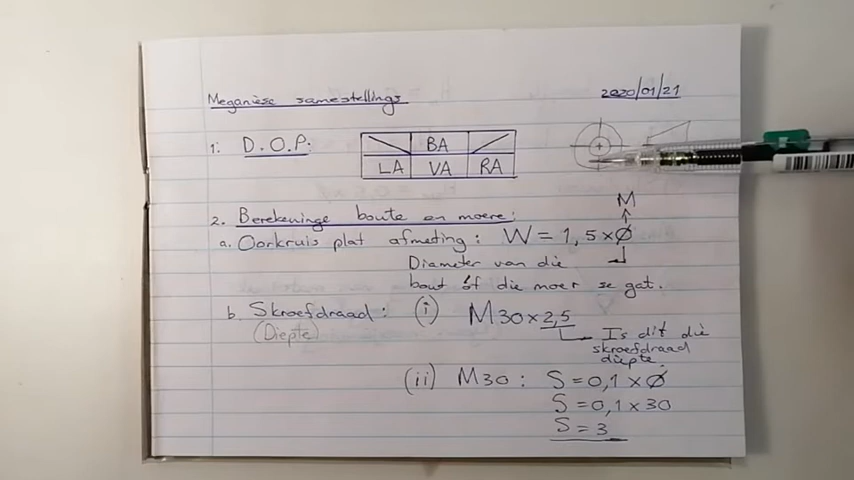 Meganiese samestellings 2020/01/21
1. D.O.P:
BA
LA VA RA
M
2. Berekeninge boute en moere:
a. Oorkruis plat afmeting: W = 1,5 × Ø
Diameter van die
bout óf die moer se gat.
b. Skroefdraad: (i) M30 × 2,5
(Diepte)
Is dit die
skroefdraad
diepte.
(ii) M30: S = 0,1 × Ø
S = 0,1 × 30
S = 3